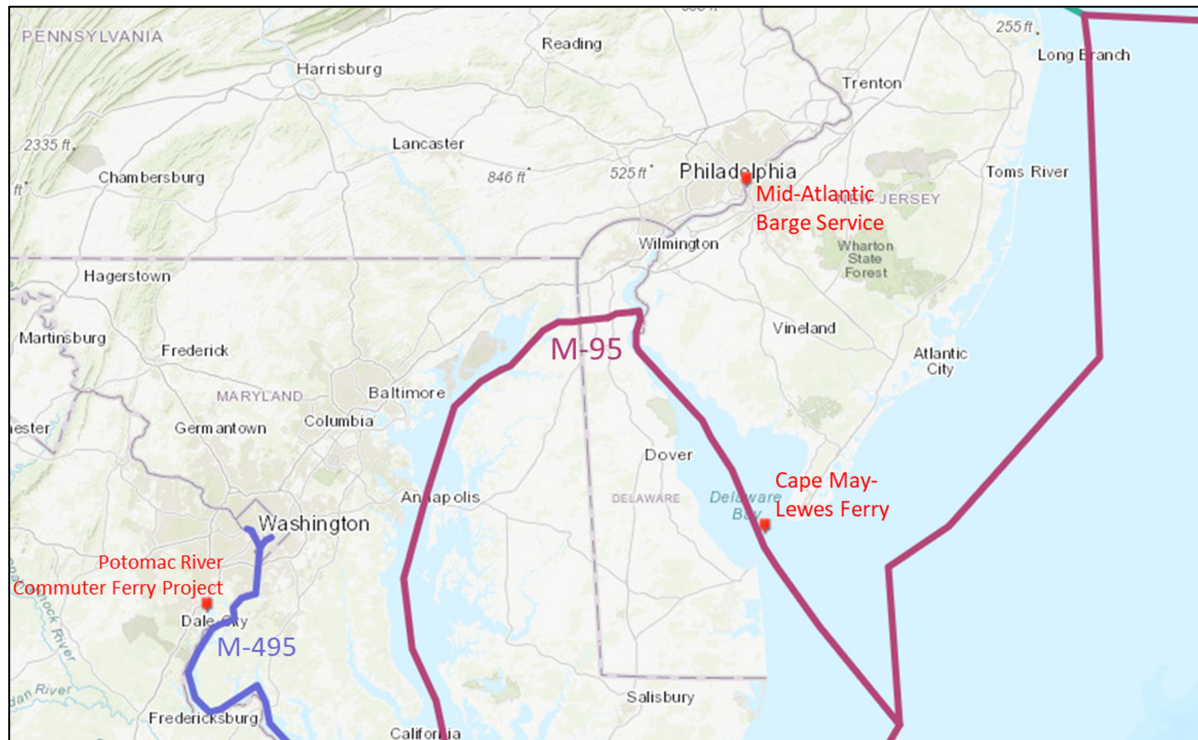 PENNSYLVANIA
255 ft
Reading
Long Branch
Harrisburg
Trenton
2335 ft
Lancaster
Chambersburg
846 ft
525 ft
Philadelphia
Toms River
Mid-Atlantic
Barge Service
NEW JERSEY
Wilmington
Wharton
State
Forest
Hagerstown
Martinsburg
Frederick
M-95
Vineland
Atlantic
City
MARYLAND
Baltimore
Columbia
Germantown
Dover
Cape May-
Lewes Ferry
Annapolis
DELAWARE
Delaware
Bay
Washington
Potomac River
Commuter Ferry Project
Dale City
M-495
Salisbury
Fredericksburg
California